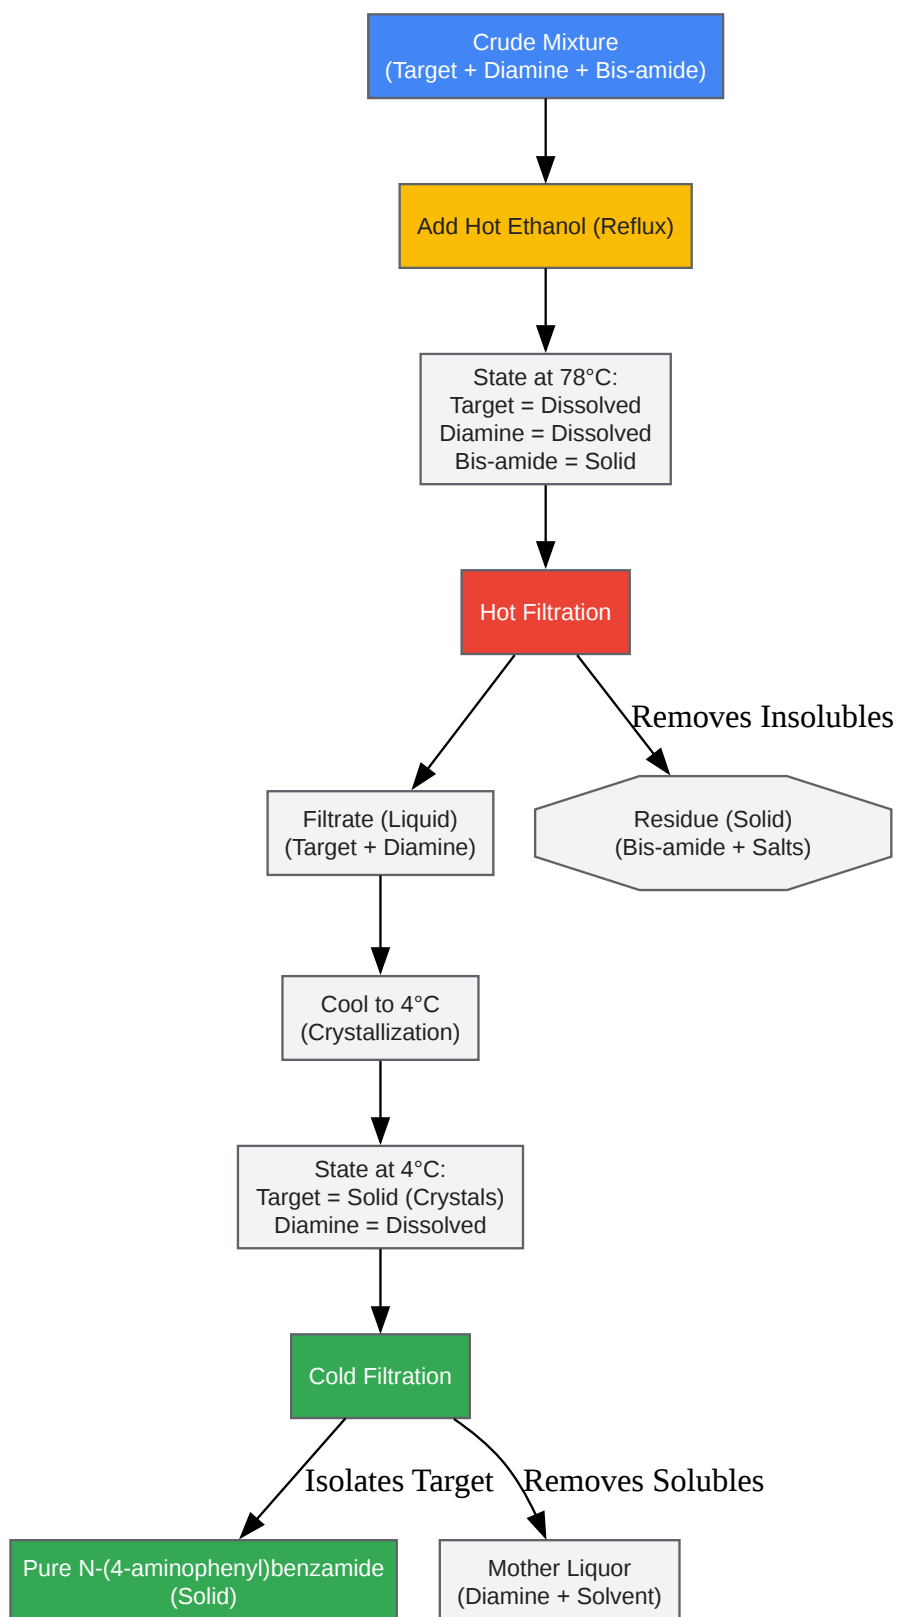 Crude Mixture
(Target + Diamine + Bis-amide)
Add Hot Ethanol (Reflux)
State at 78°C:
Target = Dissolved
Diamine = Dissolved
Bis-amide = Solid
Hot Filtration
Removes Insolubles
Filtrate (Liquid)
(Target + Diamine)
Residue (Solid)
(Bis-amide + Salts)
Cool to 4°C
(Crystallization)
State at 4°C:
Target = Solid (Crystals)
Diamine = Dissolved
Cold Filtration
Isolates Target
Removes Solubles
Pure N-(4-aminophenyl)benzamide
(Solid)
Mother Liquor
(Diamine + Solvent)